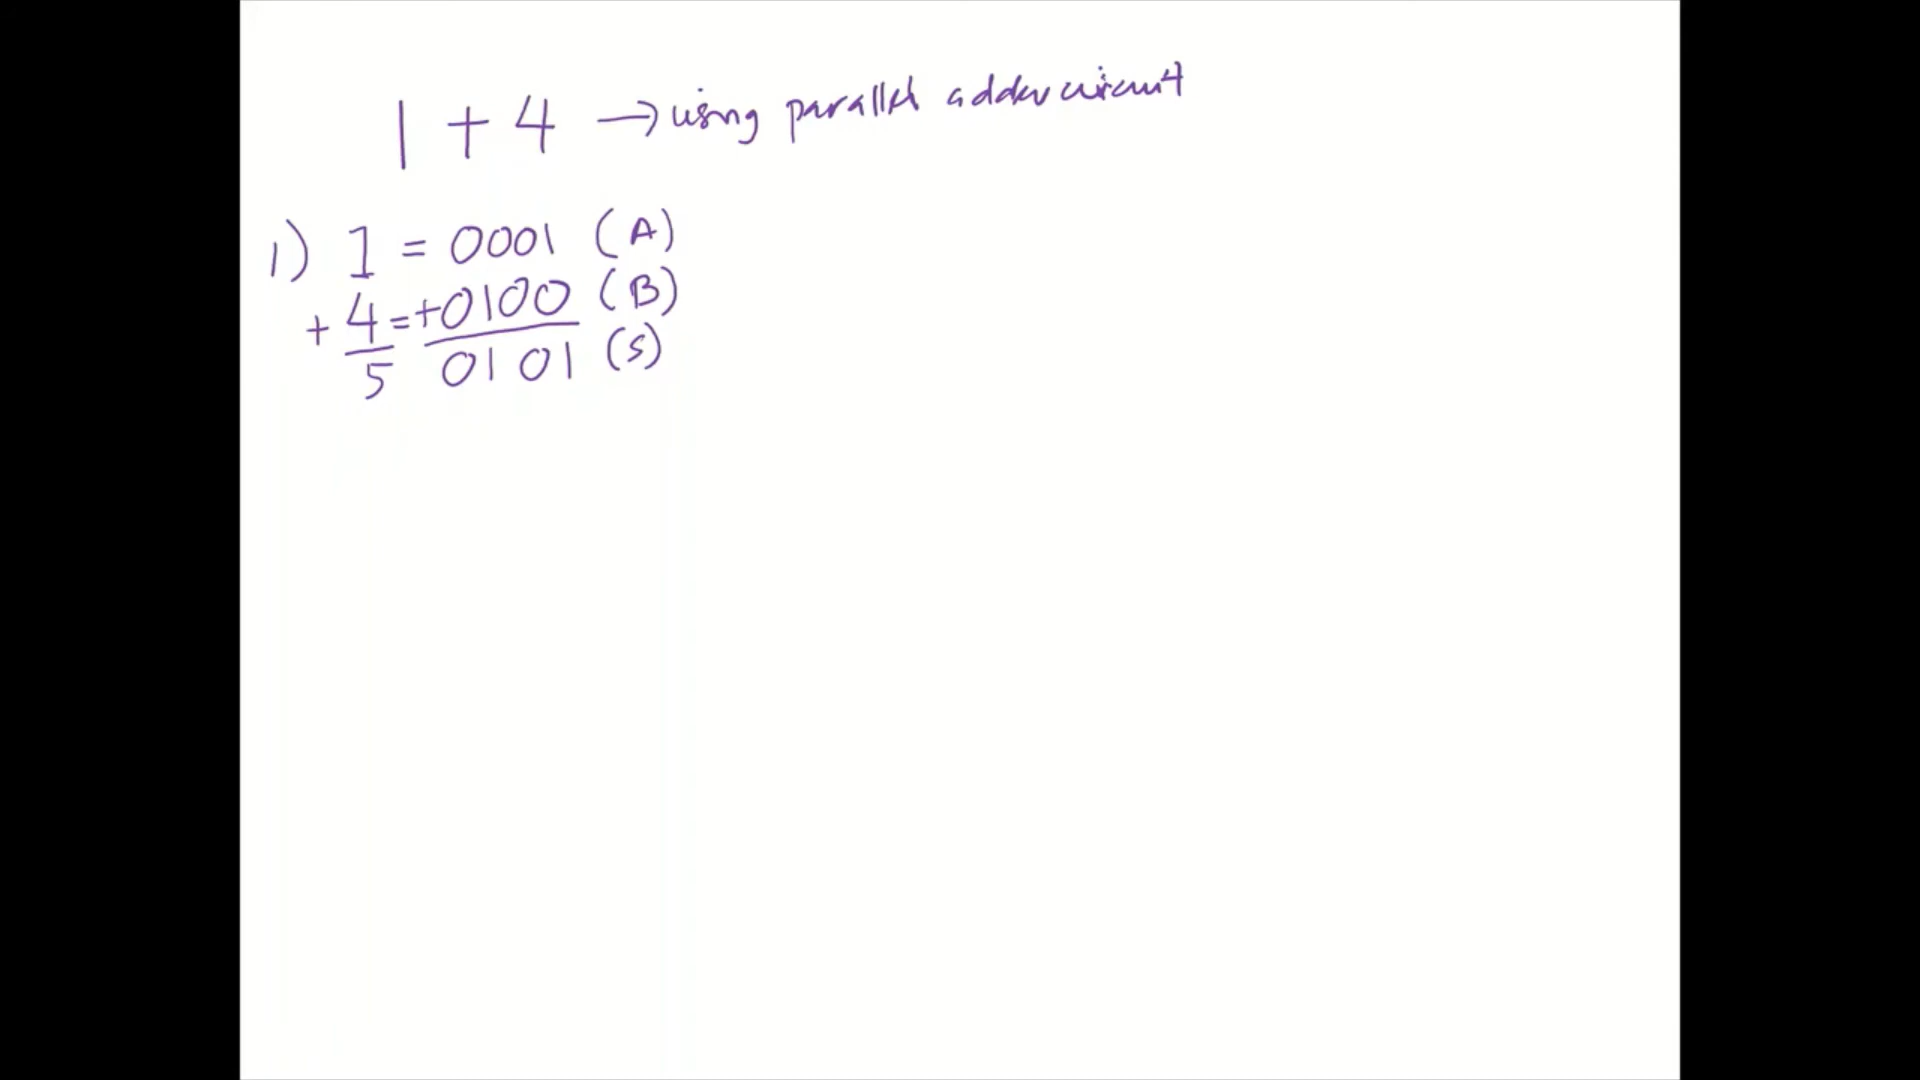 1 + 4 → using parallel adder circuit
1) 1 = 0001 (A)
+ 4 = +0100 (B)
5 0101 (S)